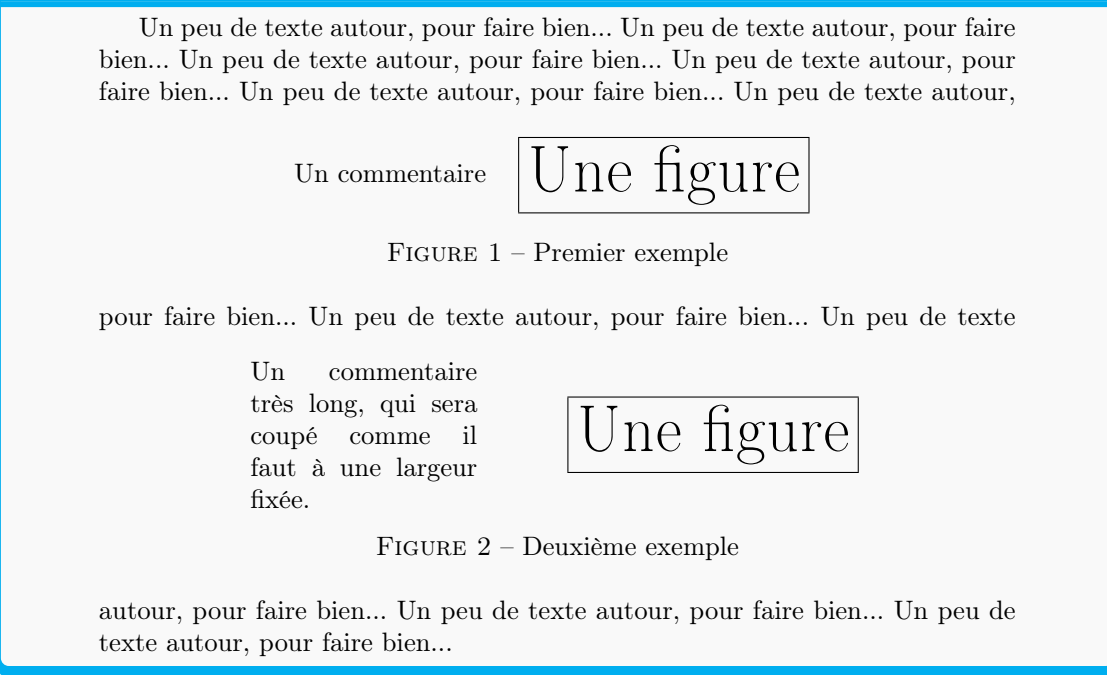 Un peu de texte autour, pour faire bien... Un peu de texte autour, pour faire
bien... Un peu de texte autour, pour faire bien... Un peu de texte autour, pour
faire bien... Un peu de texte autour, pour faire bien... Un peu de texte autour,
Un commentaire Une figure
Figure 1 – Premier exemple
pour faire bien... Un peu de texte autour, pour faire bien... Un peu de texte
Un commentaire
très long, qui sera
coupé comme il
faut à une largeur
fixée.
Une figure
Figure 2 – Deuxième exemple
autour, pour faire bien... Un peu de texte autour, pour faire bien... Un peu de
texte autour, pour faire bien...